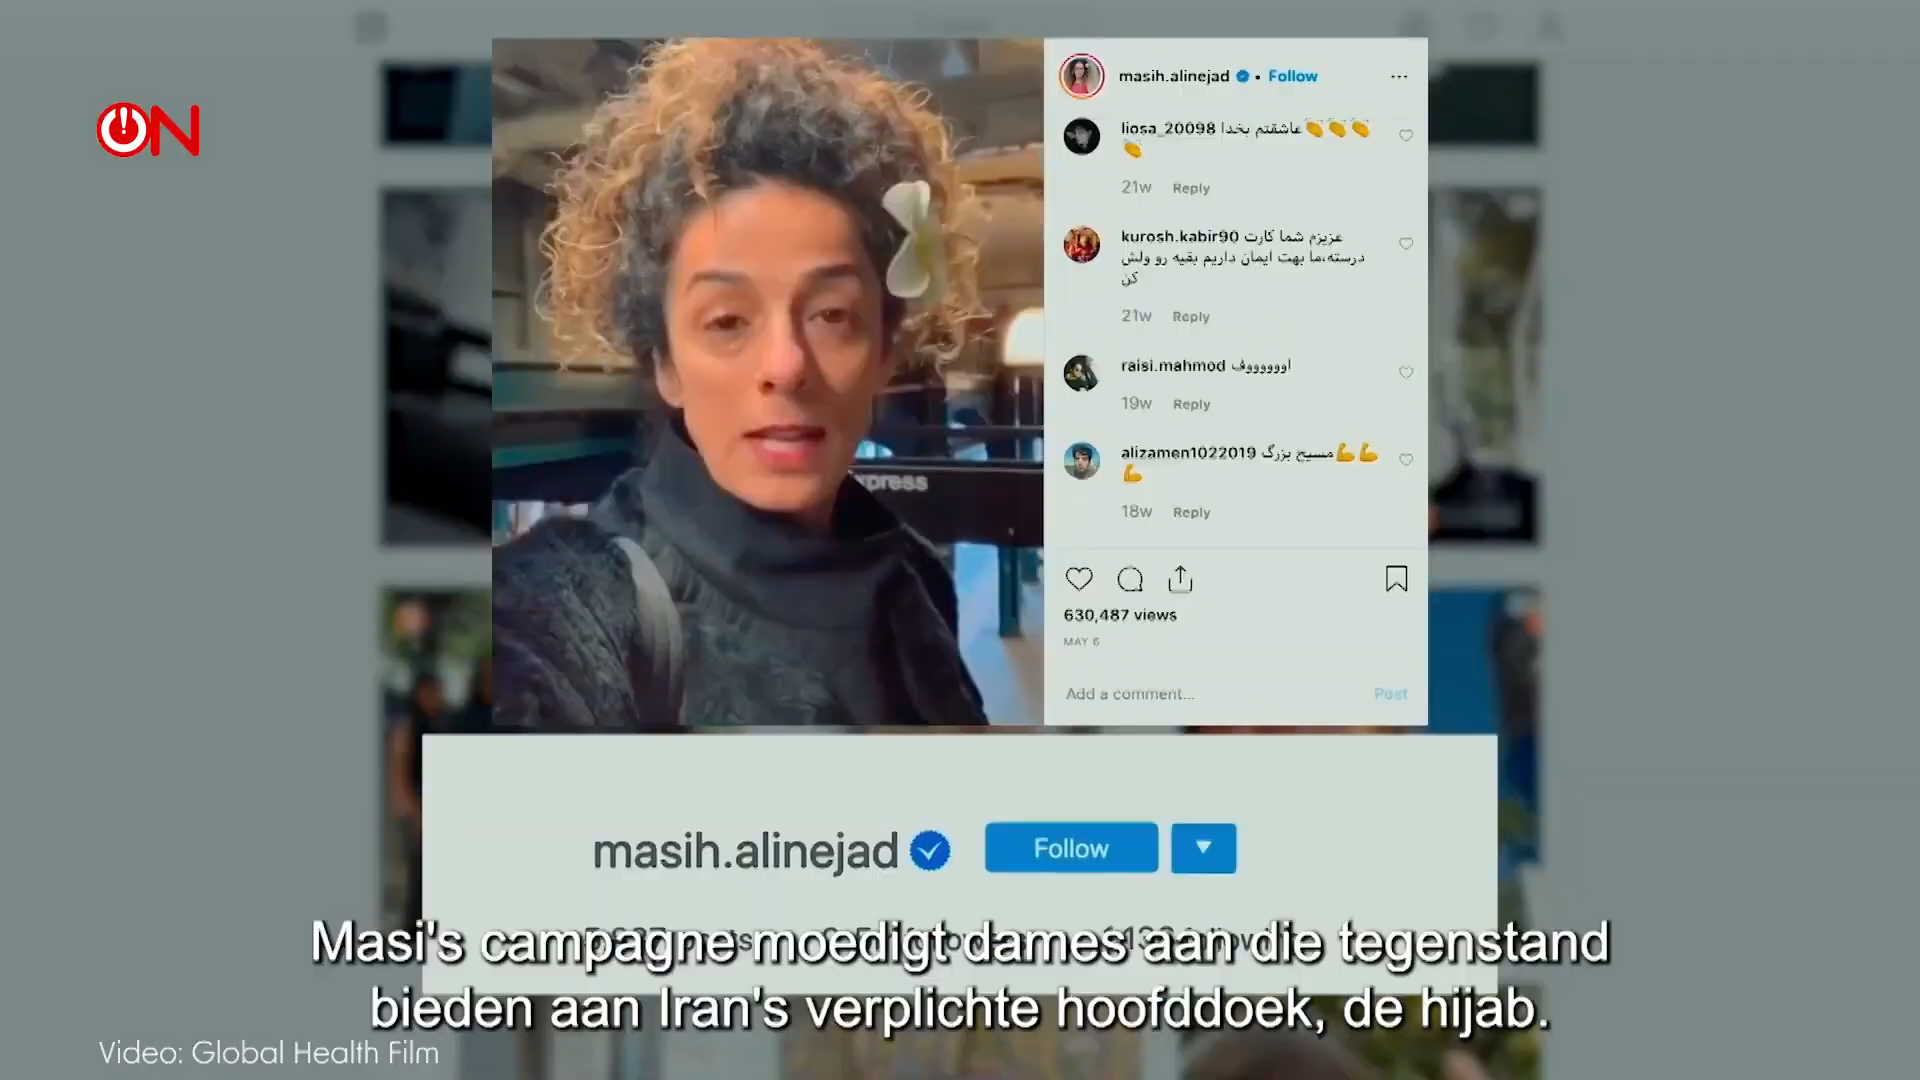 ON
masih.alinejad • Follow
liosa_20098 عاشقتم بخدا👏👏👏
👏
21w Reply
kurosh.kabir90 عزیزم شما کارت
درسته،ما بهت ایمان داریم بقیه رو ولش
کن
21w Reply
raisi.mahmod اوووووف
19w Reply
alizamen1022019 مسیح بزرگ💪💪
💪
18w Reply
xpress
630,487 views
MAY 6
Add a comment... Post
masih.alinejad Follow
Masi's campagne moedigt dames aan die tegenstand
bieden aan Iran's verplichte hoofddoek, de hijab.
Video: Global Health Film